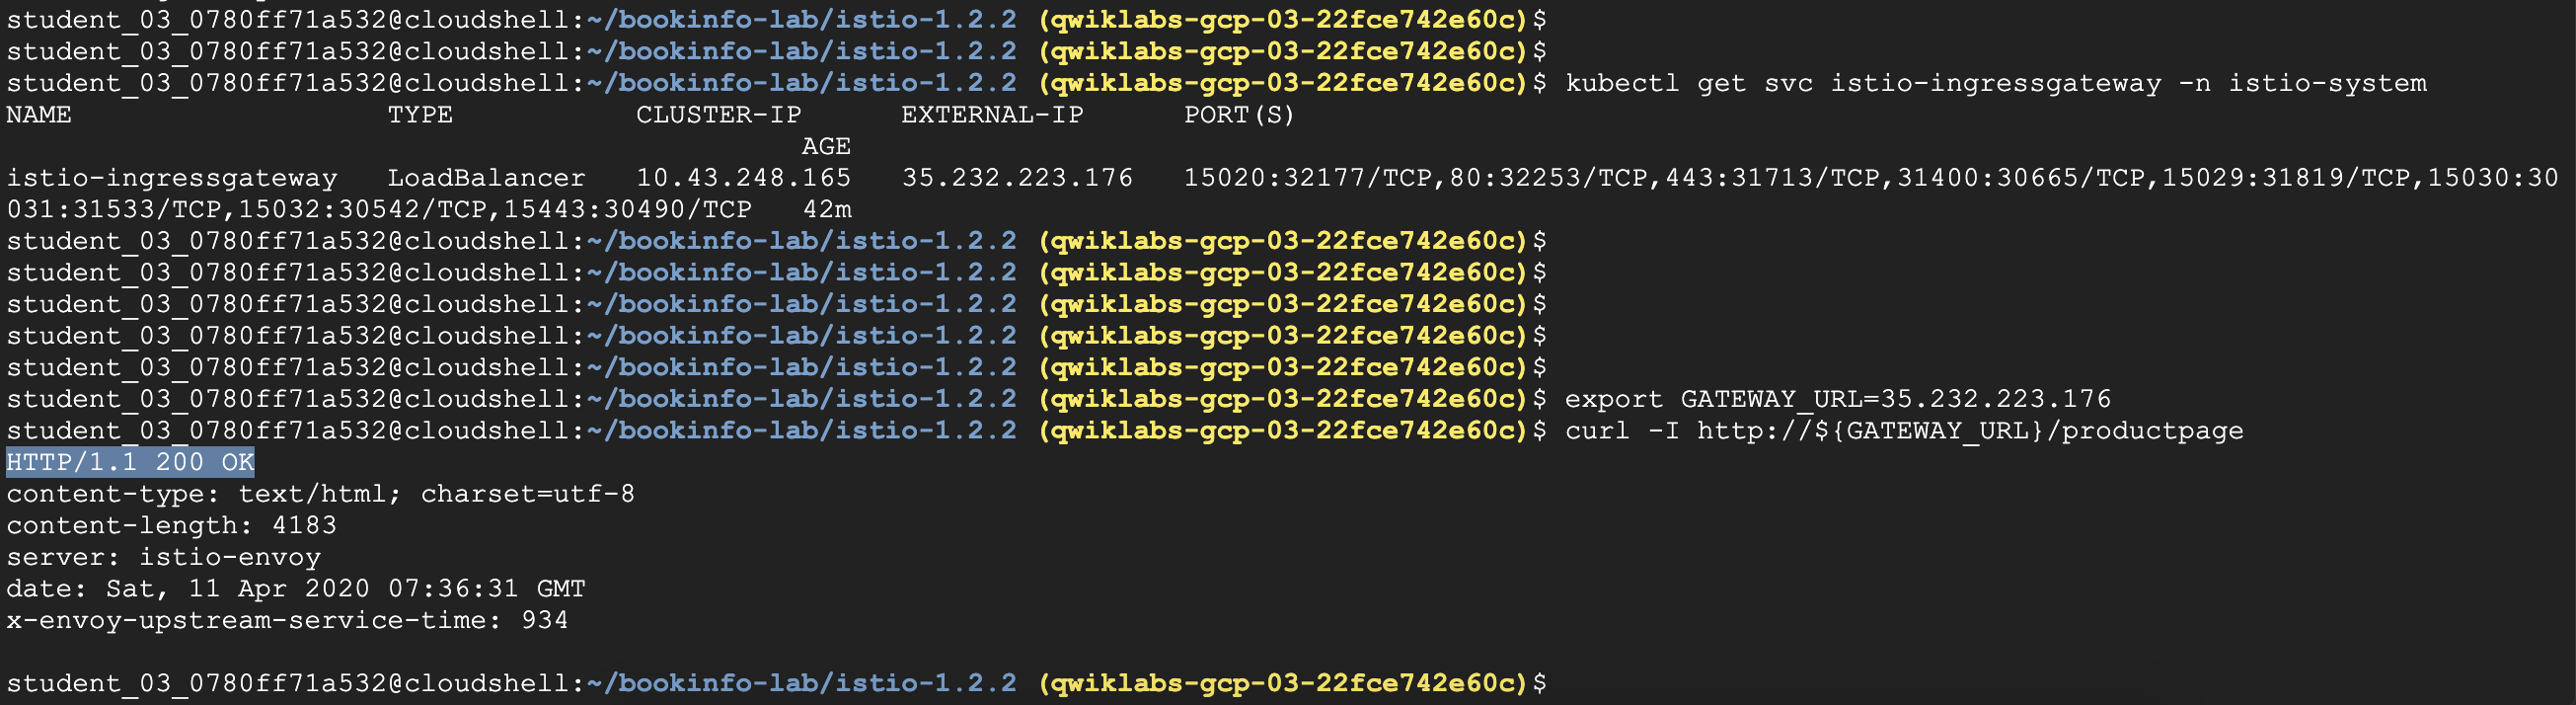 student_03_0780ff71a532@cloudshell:~/bookinfo-lab/istio-1.2.2 (qwiklabs-gcp-03-22fce742e60c)$
student_03_0780ff71a532@cloudshell:~/bookinfo-lab/istio-1.2.2 (qwiklabs-gcp-03-22fce742e60c)$
student_03_0780ff71a532@cloudshell:~/bookinfo-lab/istio-1.2.2 (qwiklabs-gcp-03-22fce742e60c)$ kubectl get svc istio-ingressgateway -n istio-system
NAME TYPE CLUSTER-IP EXTERNAL-IP PORT(S)
AGE
istio-ingressgateway LoadBalancer 10.43.248.165 35.232.223.176 15020:32177/TCP,80:32253/TCP,443:31713/TCP,31400:30665/TCP,15029:31819/TCP,15030:30
031:31533/TCP,15032:30542/TCP,15443:30490/TCP 42m
student_03_0780ff71a532@cloudshell:~/bookinfo-lab/istio-1.2.2 (qwiklabs-gcp-03-22fce742e60c)$
student_03_0780ff71a532@cloudshell:~/bookinfo-lab/istio-1.2.2 (qwiklabs-gcp-03-22fce742e60c)$
student_03_0780ff71a532@cloudshell:~/bookinfo-lab/istio-1.2.2 (qwiklabs-gcp-03-22fce742e60c)$
student_03_0780ff71a532@cloudshell:~/bookinfo-lab/istio-1.2.2 (qwiklabs-gcp-03-22fce742e60c)$
student_03_0780ff71a532@cloudshell:~/bookinfo-lab/istio-1.2.2 (qwiklabs-gcp-03-22fce742e60c)$
student_03_0780ff71a532@cloudshell:~/bookinfo-lab/istio-1.2.2 (qwiklabs-gcp-03-22fce742e60c)$ export GATEWAY_URL=35.232.223.176
student_03_0780ff71a532@cloudshell:~/bookinfo-lab/istio-1.2.2 (qwiklabs-gcp-03-22fce742e60c)$ curl -I http://${GATEWAY_URL}/productpage
HTTP/1.1 200 OK
content-type: text/html; charset=utf-8
content-length: 4183
server: istio-envoy
date: Sat, 11 Apr 2020 07:36:31 GMT
x-envoy-upstream-service-time: 934
student_03_0780ff71a532@cloudshell:~/bookinfo-lab/istio-1.2.2 (qwiklabs-gcp-03-22fce742e60c)$